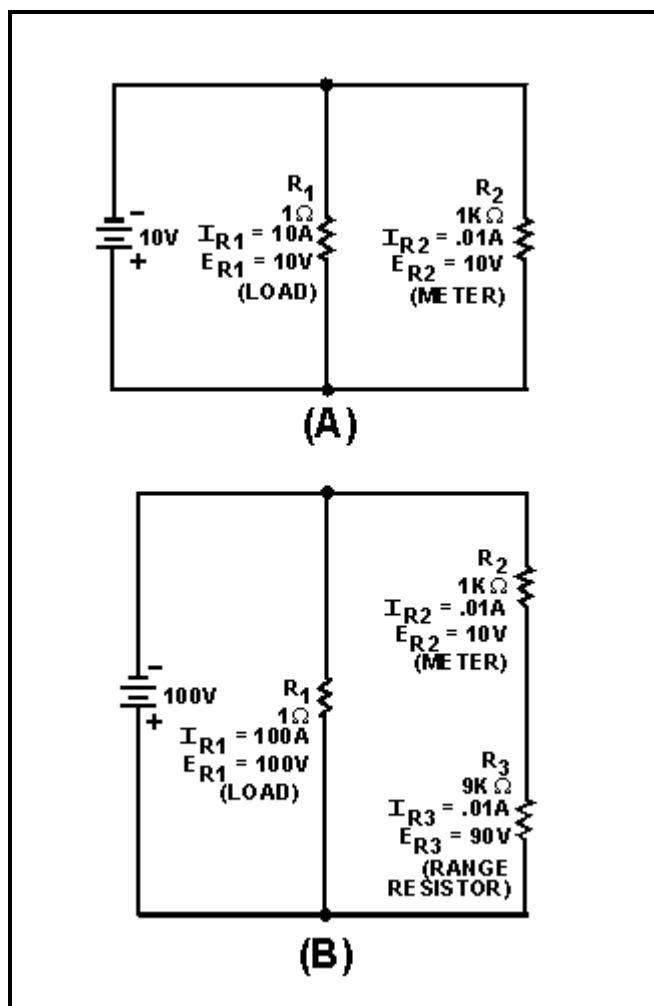 R1
1Ω
IR1 = 10A
ER1 = 10V
(LOAD)
R2
1KΩ
IR2 = .01A
ER2 = 10V
(METER)
-
10V
+
(A)
R2
1KΩ
IR2 = .01A
ER2 = 10V
(METER)
-
100V
+
R1
1Ω
IR1 = 100A
ER1 = 100V
(LOAD)
R3
9KΩ
IR3 = .01A
ER3 = 90V
(RANGE
RESISTOR)
(B)